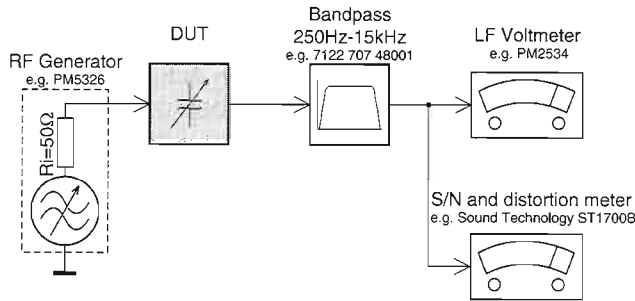 DUT
Bandpass
250Hz-15kHz
e.g. 7122 707 48001
LF Voltmeter
e.g. PM2534
RF Generator
e.g. PM5326
Ri=50Ω
S/N and distortion meter
e.g. Sound Technology ST1700B